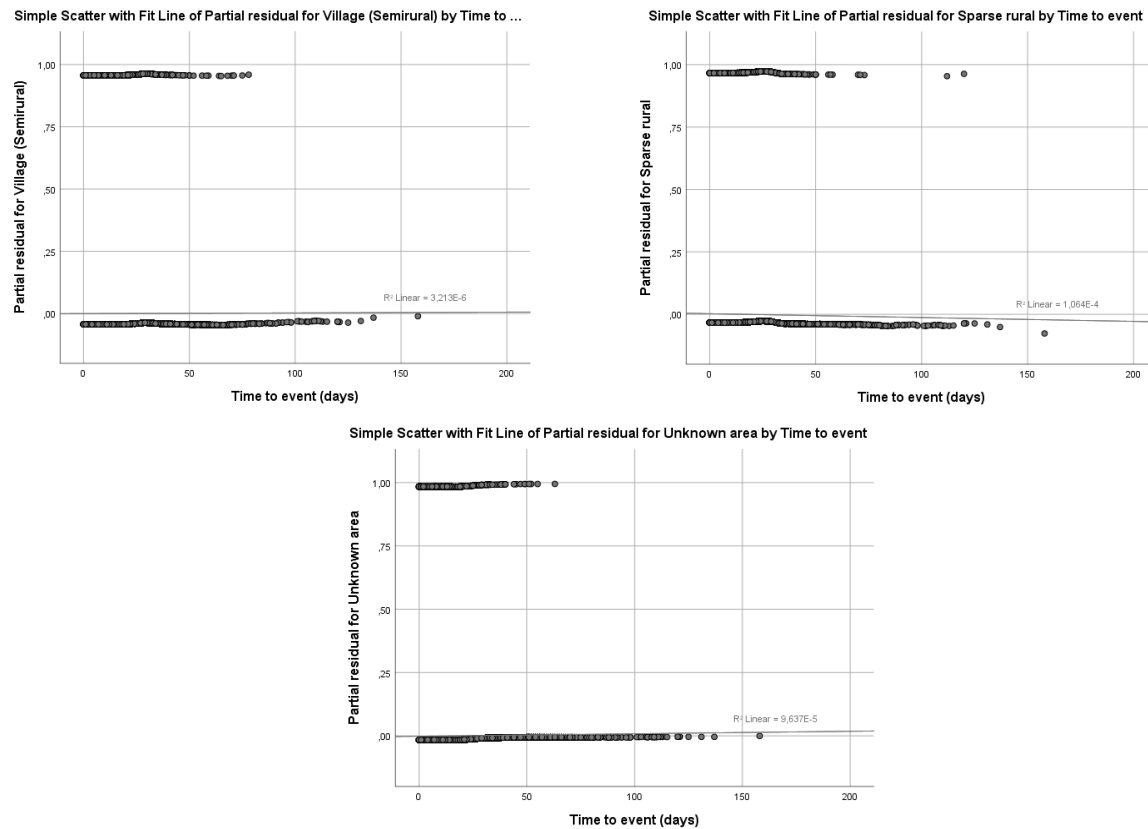 Simple Scatter with Fit Line of Partial residual for Village (Semirural) by Time to ...
Partial residual for Village (Semirural)
1,00
,75
,50
,25
,00
R² Linear = 3,213E-6
0
50
100
150
200
Time to event (days)
Simple Scatter with Fit Line of Partial residual for Sparse rural by Time to event
Partial residual for Sparse rural
1,00
,75
,50
,25
,00
R² Linear = 1,064E-4
0
50
100
150
200
Time to event (days)
Simple Scatter with Fit Line of Partial residual for Unknown area by Time to event
Partial residual for Unknown area
1,00
,75
,50
,25
,00
R² Linear = 9,637E-5
0
50
100
150
200
Time to event (days)